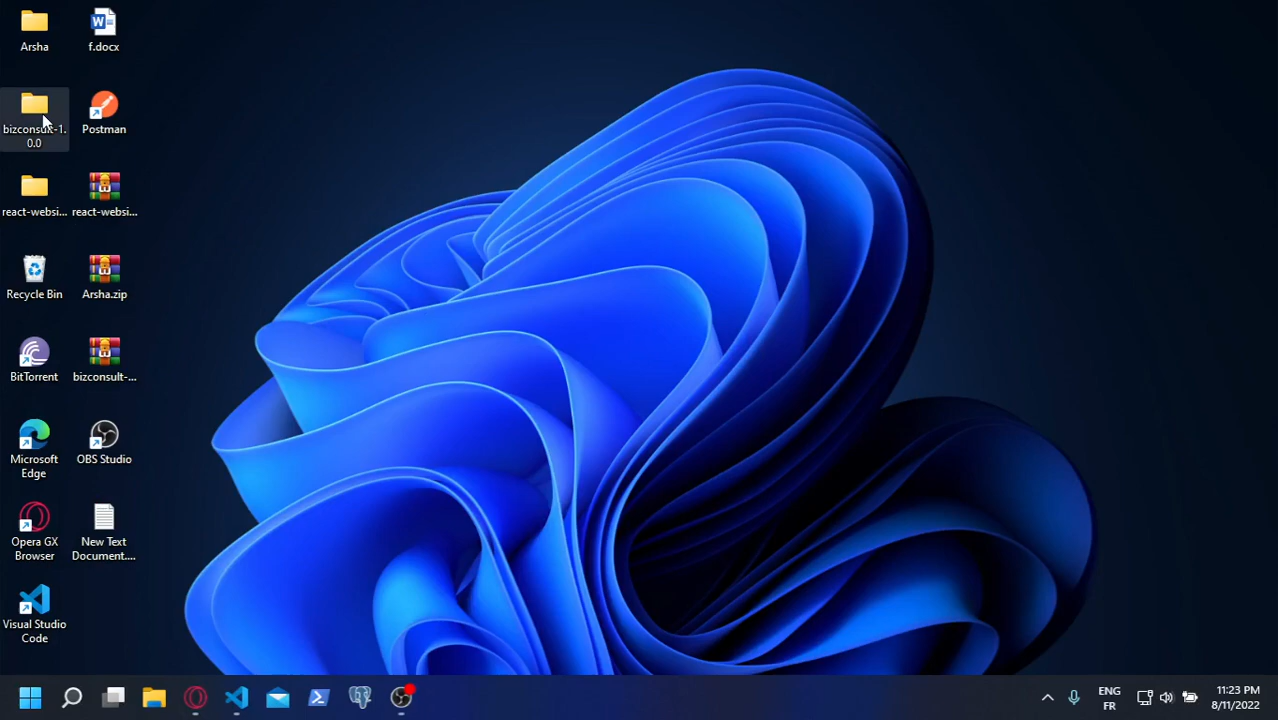 Arsha
f.docx
bizconsult-1.
0.0
Postman
react-websi...
react-websi...
Recycle Bin
Arsha.zip
BitTorrent
bizconsult-...
Microsoft
Edge
OBS Studio
Opera GX
Browser
New Text
Document....
Visual Studio
Code
ENG
FR
11:23 PM
8/11/2022